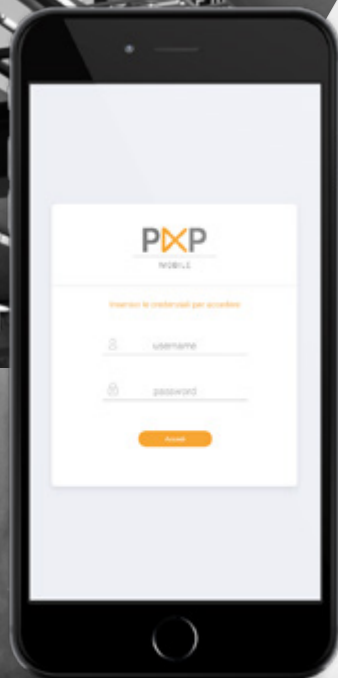 PXP
MOBILE
Inserisci le credenziali per accedere
username
password
Accedi